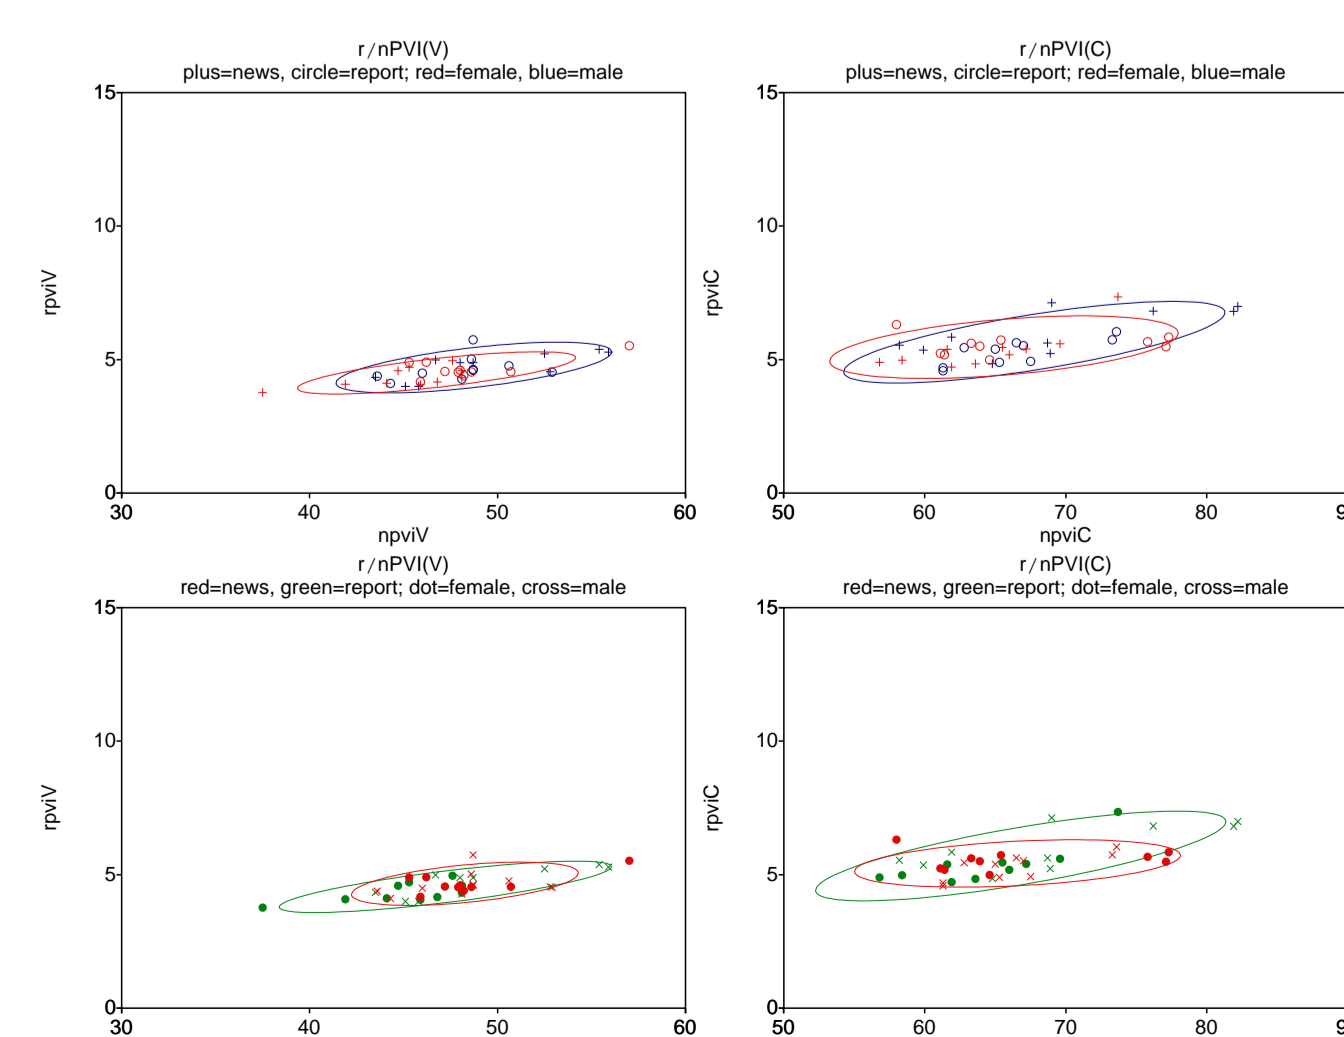 r/nPVI(V)
plus=news, circle=report; red=female, blue=male
15
10
5
0
rpviV
30
40
50
60
npviV
r/nPVI(C)
plus=news, circle=report; red=female, blue=male
15
10
5
0
rpviC
50
60
70
80
9
npviC
r/nPVI(V)
red=news, green=report; dot=female, cross=male
15
10
5
0
rpviV
30
40
50
60
r/nPVI(C)
red=news, green=report; dot=female, cross=male
15
10
5
0
rpviC
50
60
70
80
9